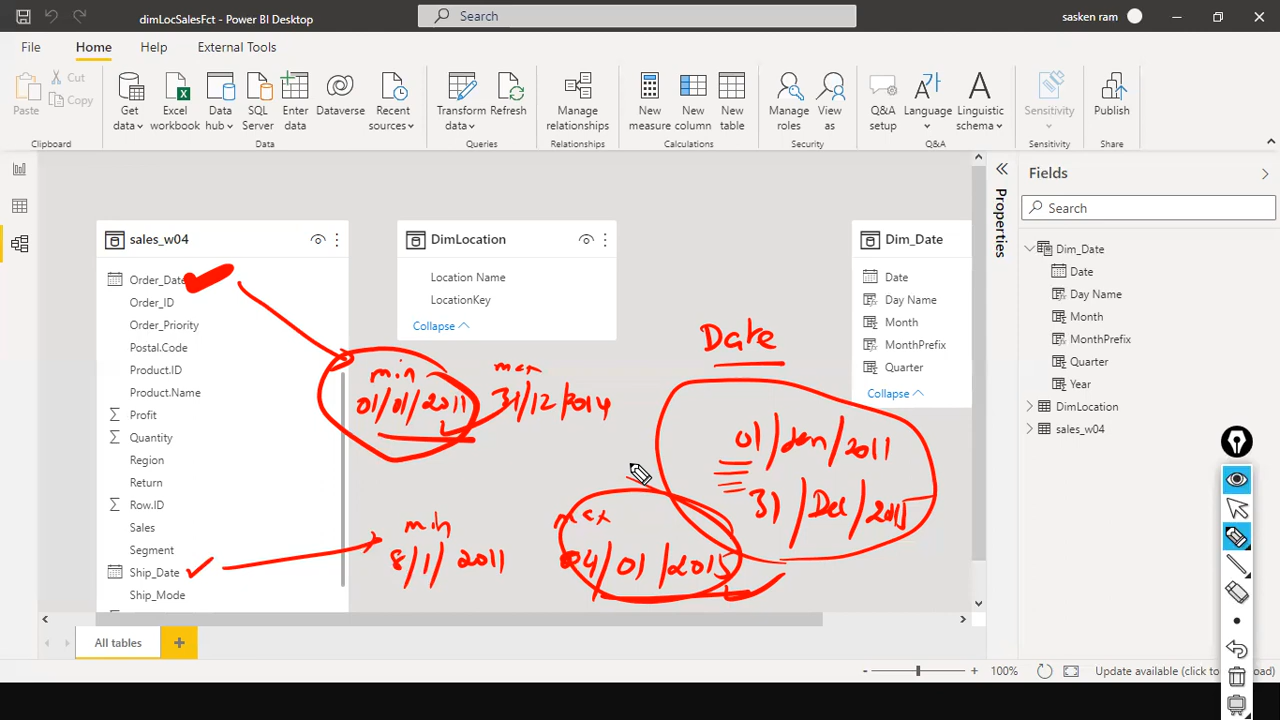 dimLocSalesFct - Power BI Desktop
Search
sasken ram
File
Home
Help
External Tools
Paste
Cut
Copy
Get data
Excel workbook
Data hub
SQL Server
Enter data
Dataverse
Recent sources
Transform data
Refresh
Manage relationships
New measure
New column
New table
Manage roles
View as
Q&A setup
Language
Linguistic schema
Sensitivity
Publish
Clipboard
Data
Queries
Relationships
Calculations
Security
Q&A
Sensitivity
Share
sales_w04
Order_Date
Order_ID
Order_Priority
Postal.Code
Product.ID
Product.Name
Profit
Quantity
Region
Return
Row.ID
Sales
Segment
Ship_Date
Ship_Mode
DimLocation
Location Name
LocationKey
Collapse
Dim_Date
Date
Day Name
Month
MonthPrefix
Quarter
Collapse
min
01/01/2011
max
31/12/2014
min
8/1/2011
max
04/01/2015
Date
01/Jan/2011
31/Dec/2015
Properties
Fields
Search
Dim_Date
Date
Day Name
Month
MonthPrefix
Quarter
Year
DimLocation
sales_w04
All tables
100%
Update available (click to
oad)